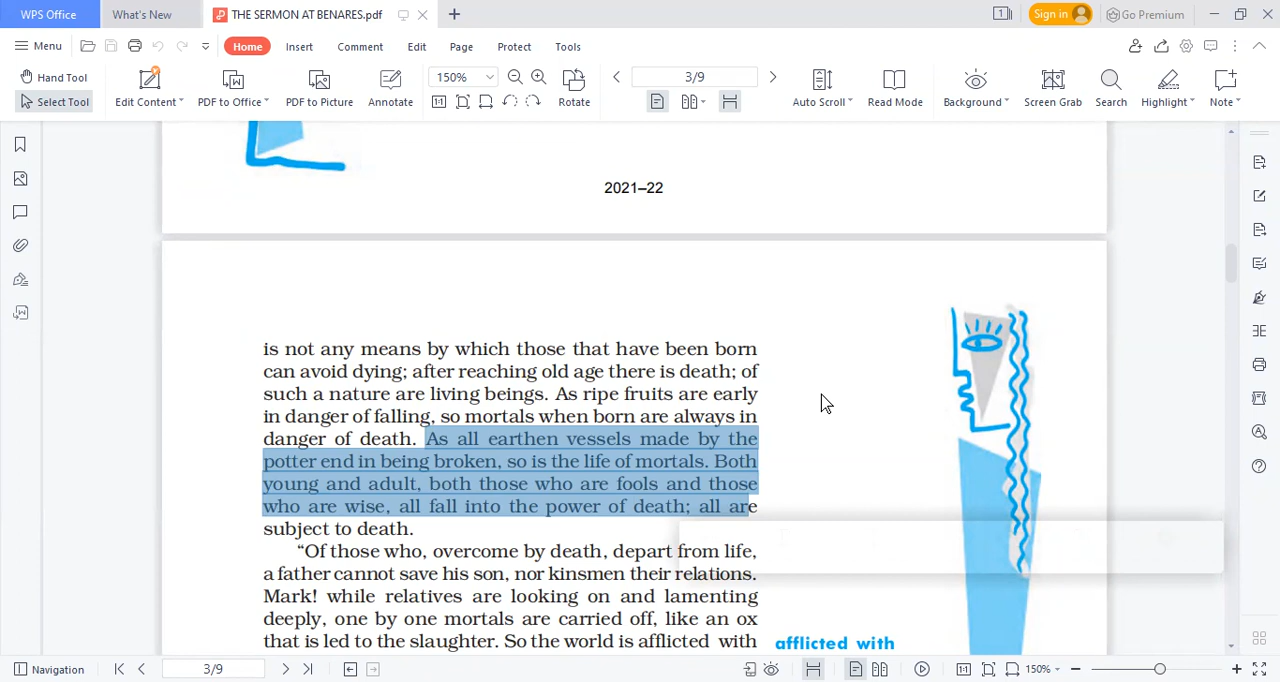 WPS Office
What's New
THE SERMON AT BENARES.pdf
Sign in
Go Premium
Menu
Home
Insert
Comment
Edit
Page
Protect
Tools
Hand Tool
Select Tool
Edit Content
PDF to Office
PDF to Picture
Annotate
150%
Rotate
3/9
Auto Scroll
Read Mode
Background
Screen Grab
Search
Highlight
Note
2021–22
is not any means by which those that have been born
can avoid dying; after reaching old age there is death; of
such a nature are living beings. As ripe fruits are early
in danger of falling, so mortals when born are always in
danger of death. As all earthen vessels made by the
potter end in being broken, so is the life of mortals. Both
young and adult, both those who are fools and those
who are wise, all fall into the power of death; all are
subject to death.
“Of those who, overcome by death, depart from life,
a father cannot save his son, nor kinsmen their relations.
Mark! while relatives are looking on and lamenting
deeply, one by one mortals are carried off, like an ox
that is led to the slaughter. So the world is afflicted with
afflicted with
Navigation
3/9
150%